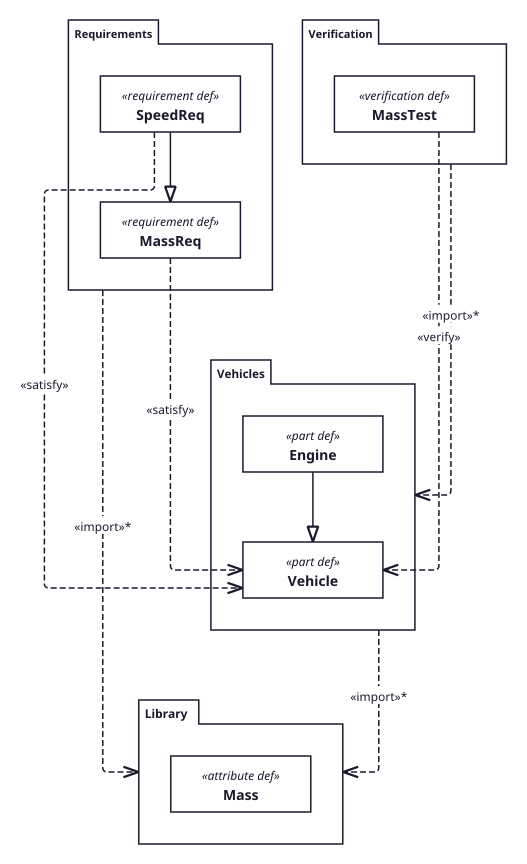 Requirements
Verification
«requirement def»
SpeedReq
«verification def»
MassTest
«requirement def»
MassReq
«import»*
«verify»
Vehicles
«satisfy»
«satisfy»
«part def»
Engine
«import»*
«part def»
Vehicle
«import»*
Library
«attribute def»
Mass